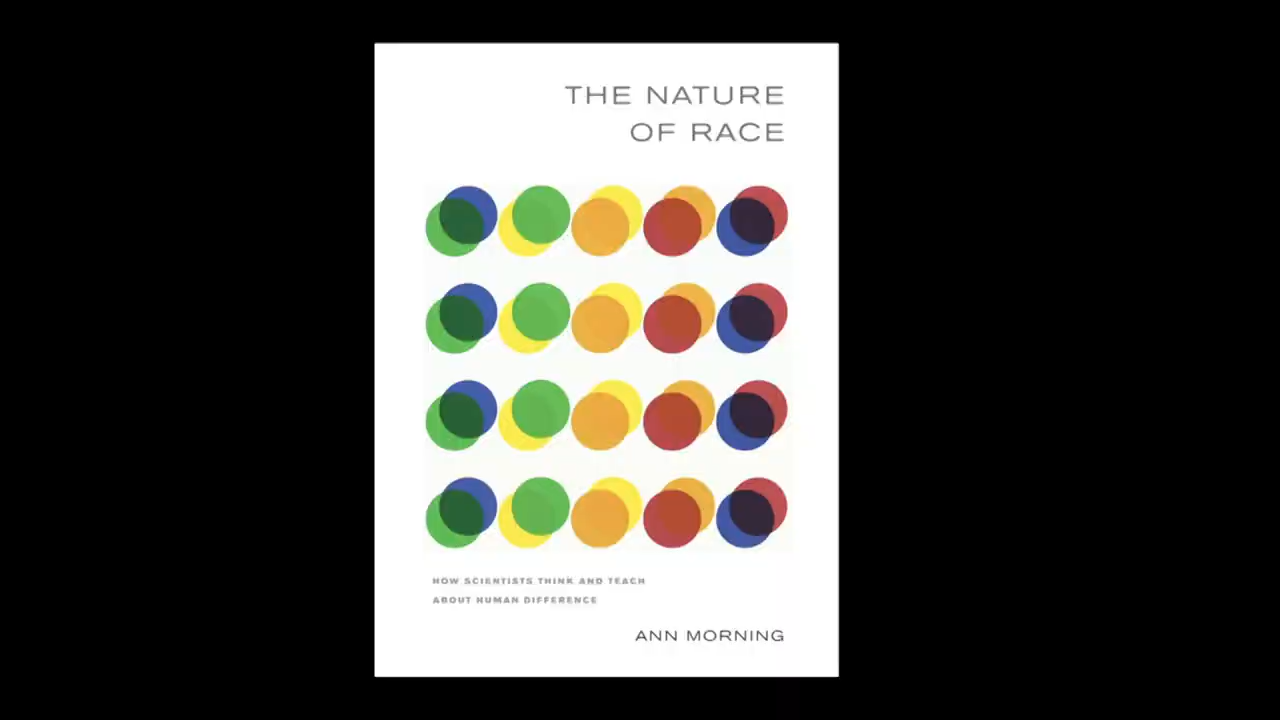 THE NATURE
OF RACE
HOW SCIENTISTS THINK AND TEACH
ABOUT HUMAN DIFFERENCE
ANN MORNING